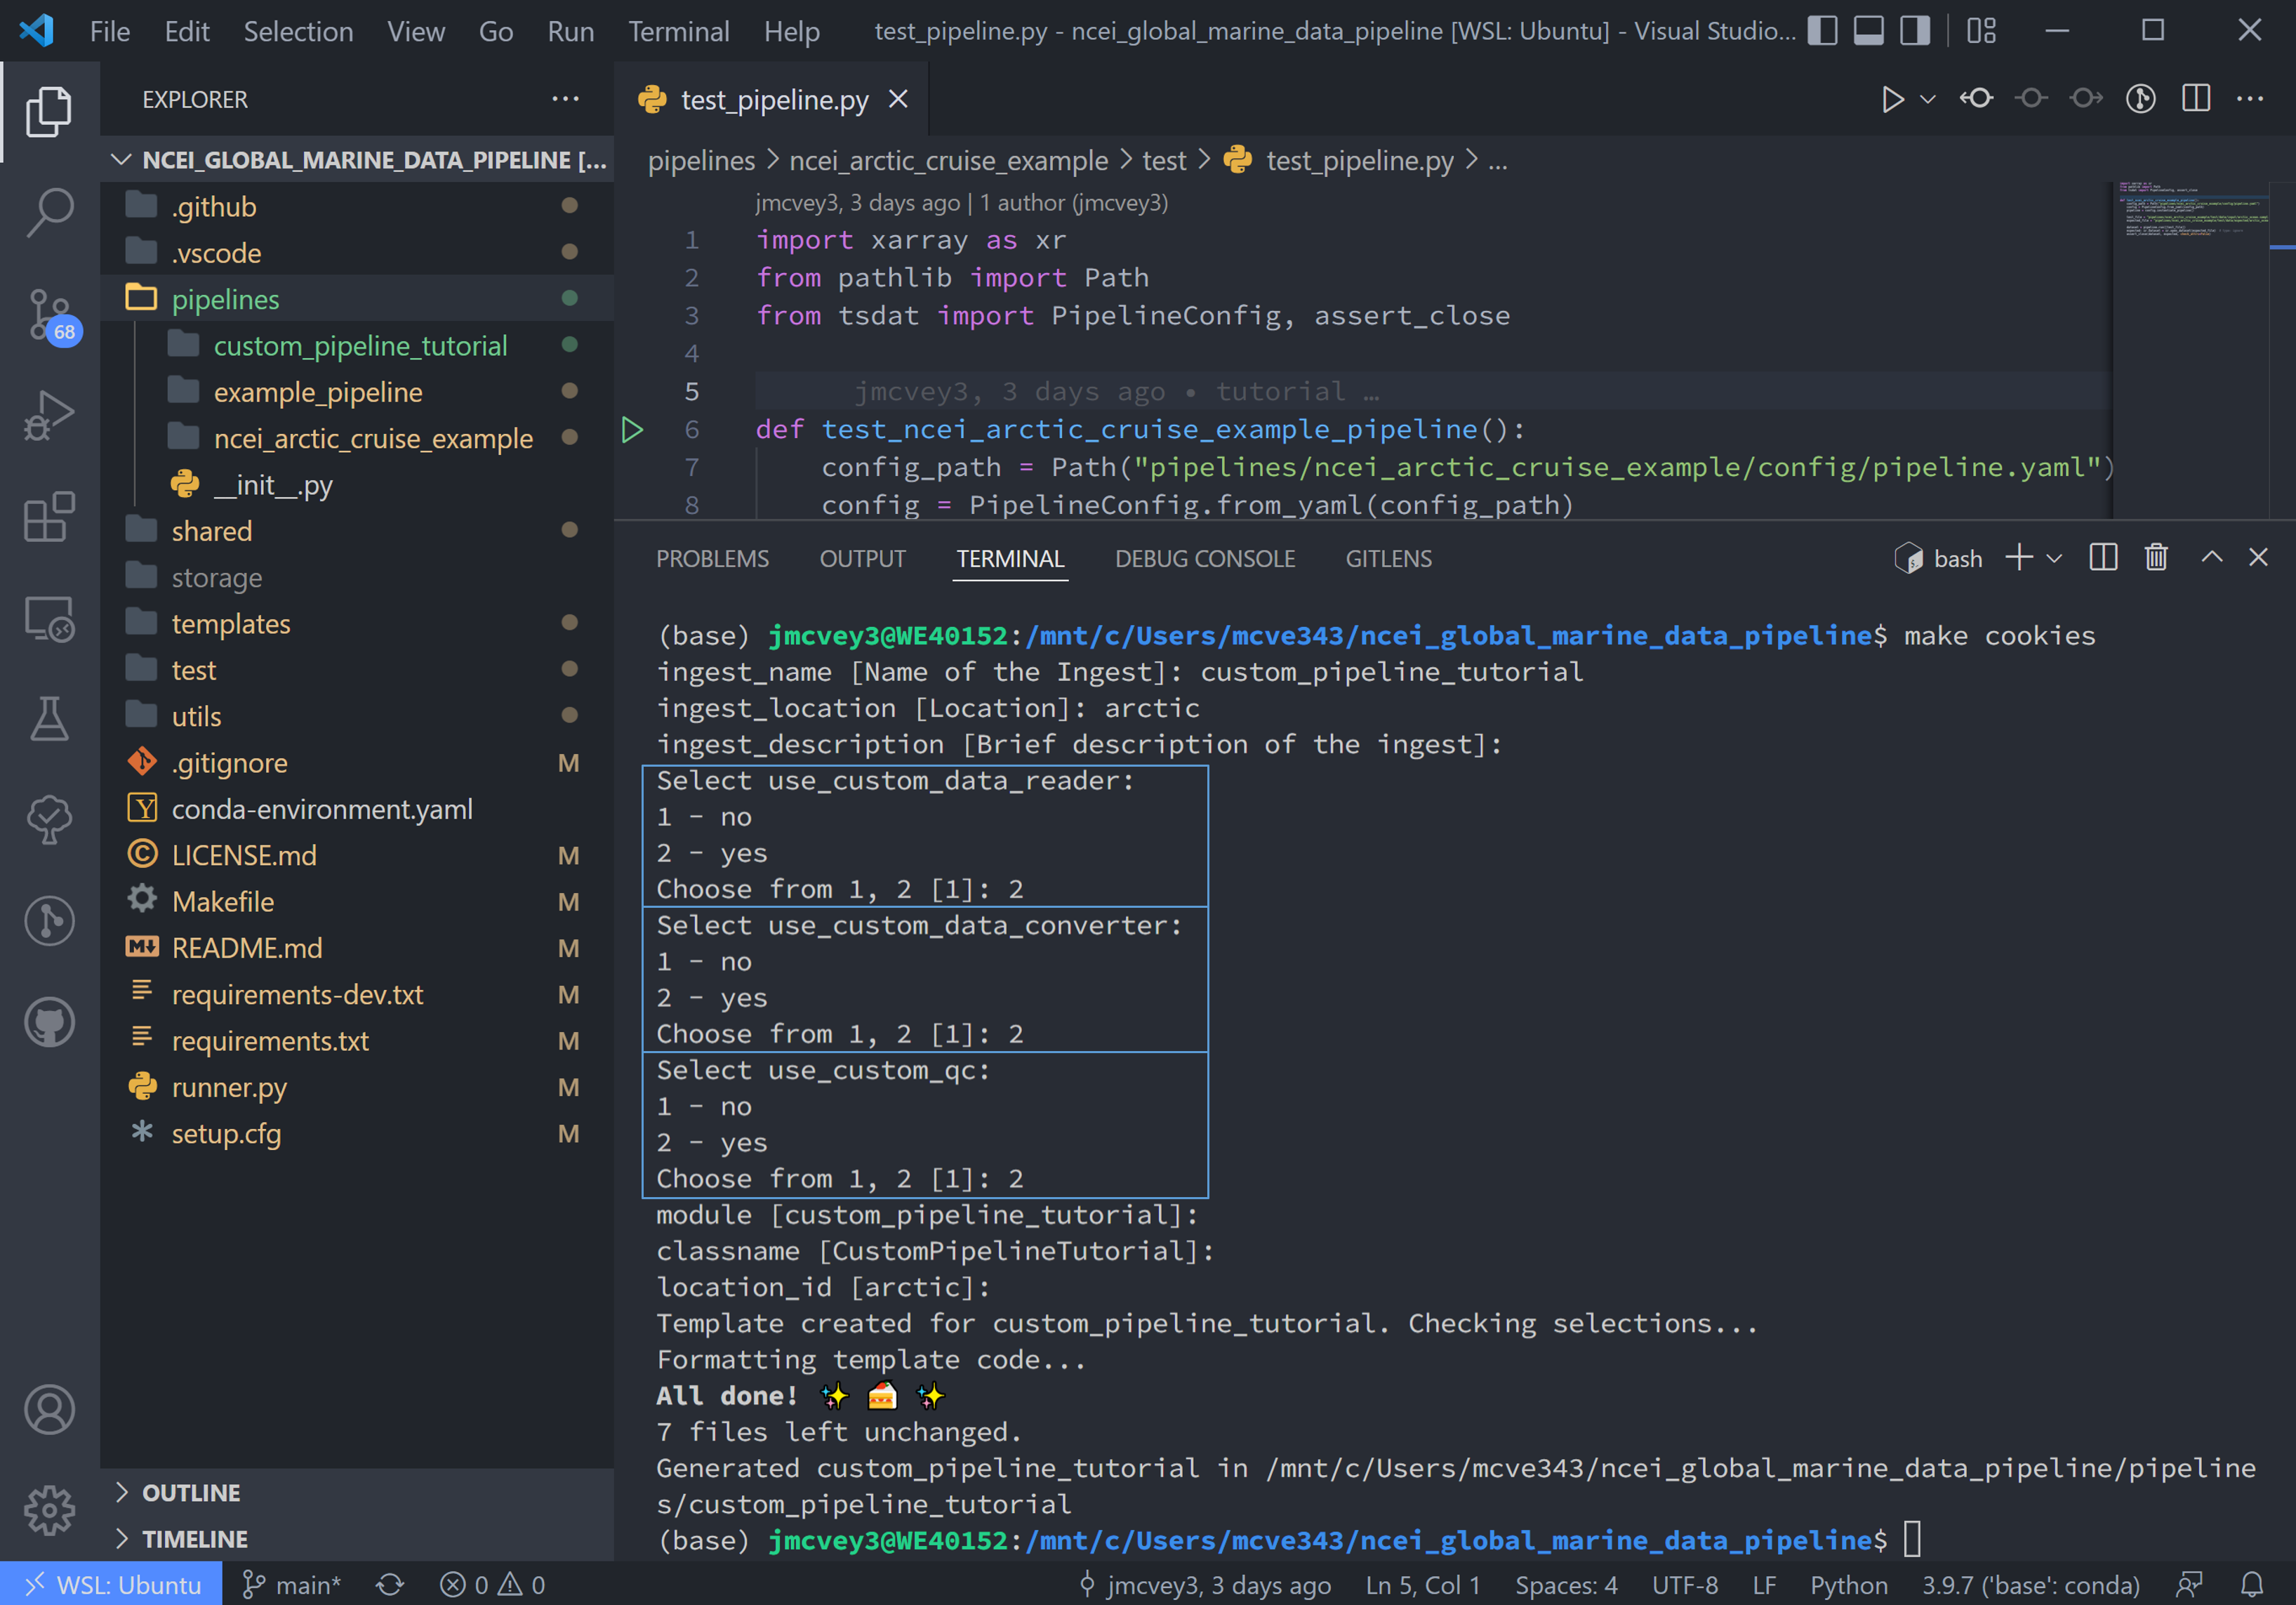 File Edit Selection View Go Run Terminal Help test_pipeline.py - ncei_global_marine_data_pipeline [WSL: Ubuntu] - Visual Studio...
EXPLORER
NCEI_GLOBAL_MARINE_DATA_PIPELINE [...
.github
.vscode
pipelines
custom_pipeline_tutorial
example_pipeline
ncei_arctic_cruise_example
__init__.py
shared
storage
templates
test
utils
.gitignore M
conda-environment.yaml
LICENSE.md M
Makefile M
README.md M
requirements-dev.txt M
requirements.txt M
runner.py M
setup.cfg M
OUTLINE
TIMELINE
68
test_pipeline.py
pipelines > ncei_arctic_cruise_example > test > test_pipeline.py > ...
jmcvey3, 3 days ago | 1 author (jmcvey3)
1 import xarray as xr
2 from pathlib import Path
3 from tsdat import PipelineConfig, assert_close
4
5 jmcvey3, 3 days ago • tutorial …
6 def test_ncei_arctic_cruise_example_pipeline():
7 config_path = Path("pipelines/ncei_arctic_cruise_example/config/pipeline.yaml")
8 config = PipelineConfig.from_yaml(config_path)
PROBLEMS OUTPUT TERMINAL DEBUG CONSOLE GITLENS bash
(base) jmcvey3@WE40152:/mnt/c/Users/mcve343/ncei_global_marine_data_pipeline$ make cookies
ingest_name [Name of the Ingest]: custom_pipeline_tutorial
ingest_location [Location]: arctic
ingest_description [Brief description of the ingest]:
Select use_custom_data_reader:
1 - no
2 - yes
Choose from 1, 2 [1]: 2
Select use_custom_data_converter:
1 - no
2 - yes
Choose from 1, 2 [1]: 2
Select use_custom_qc:
1 - no
2 - yes
Choose from 1, 2 [1]: 2
module [custom_pipeline_tutorial]:
classname [CustomPipelineTutorial]:
location_id [arctic]:
Template created for custom_pipeline_tutorial. Checking selections...
Formatting template code...
All done! ✨ 🍰 ✨
7 files left unchanged.
Generated custom_pipeline_tutorial in /mnt/c/Users/mcve343/ncei_global_marine_data_pipeline/pipeline
s/custom_pipeline_tutorial
(base) jmcvey3@WE40152:/mnt/c/Users/mcve343/ncei_global_marine_data_pipeline$
WSL: Ubuntu main* 0 0 jmcvey3, 3 days ago Ln 5, Col 1 Spaces: 4 UTF-8 LF Python 3.9.7 ('base': conda)